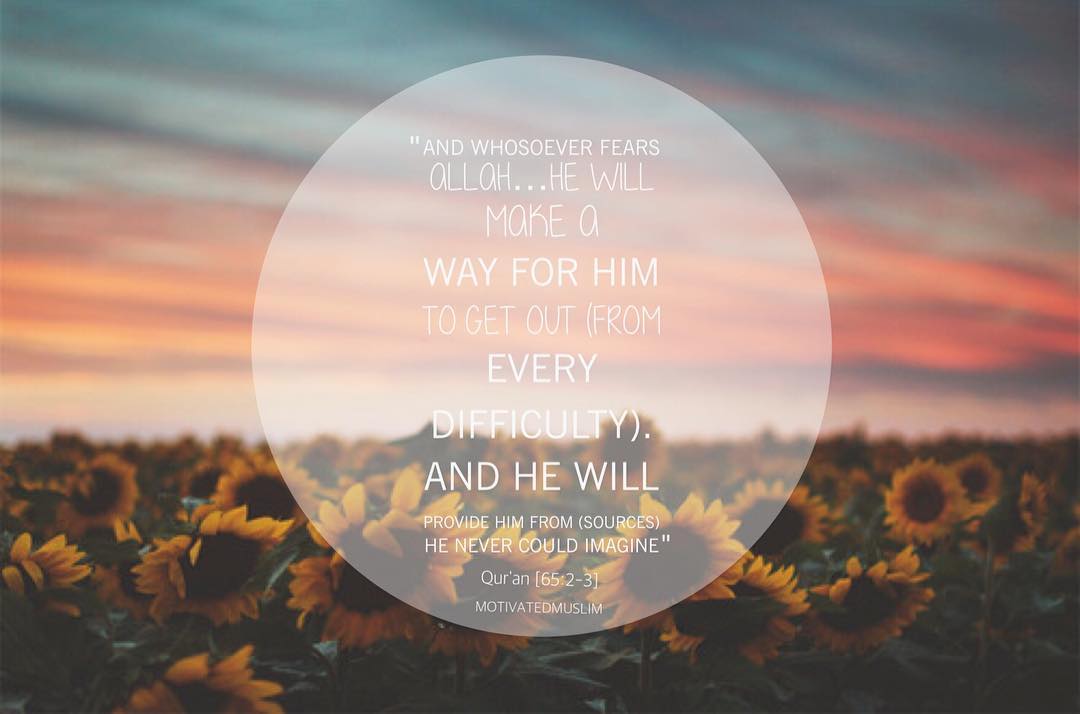 "AND WHOSOEVER FEARS
ALLAH...HE WILL
MAKE A
WAY FOR HIM
TO GET OUT (FROM
EVERY
DIFFICULTY).
AND HE WILL
PROVIDE HIM FROM (SOURCES)
HE NEVER COULD IMAGINE"
Qur'an [65:2-3]
MOTIVATEDMUSLIM